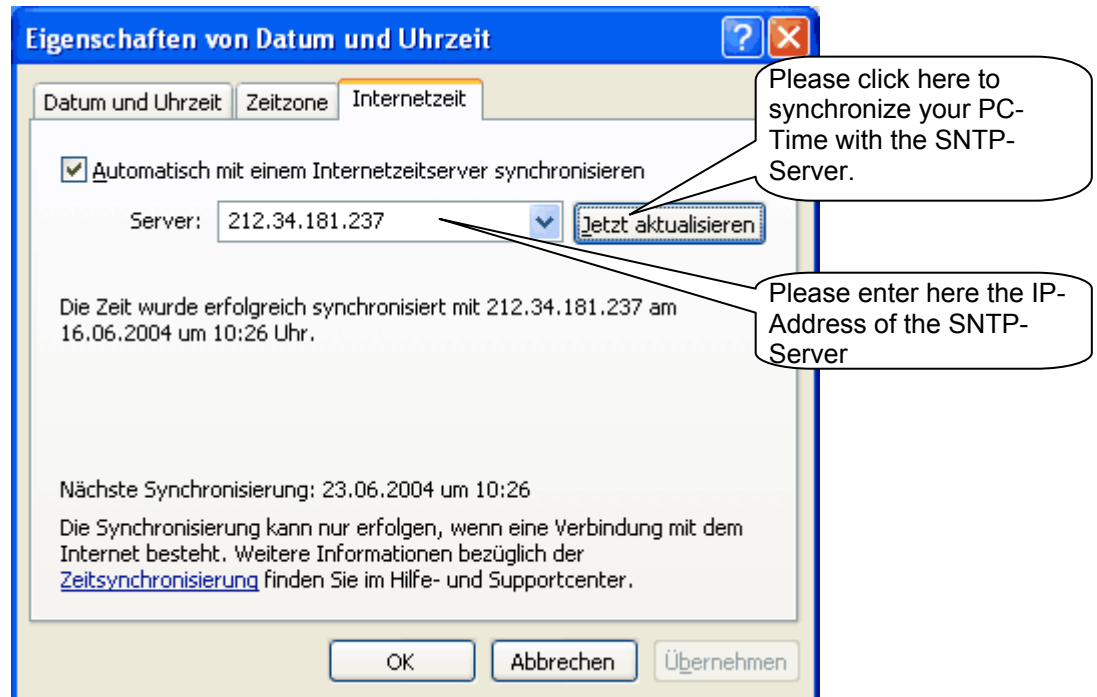 Eigenschaften von Datum und Uhrzeit
Datum und Uhrzeit
Zeitzone
Internetzeit
Please click here to
synchronize your PC-
Time with the SNTP-
Server.
Automatisch mit einem Internetzeitserver synchronisieren
Server:
212.34.181.237
Jetzt aktualisieren
Please enter here the IP-
Address of the SNTP-
Server
Die Zeit wurde erfolgreich synchronisiert mit 212.34.181.237 am
16.06.2004 um 10:26 Uhr.
Nächste Synchronisierung: 23.06.2004 um 10:26
Die Synchronisierung kann nur erfolgen, wenn eine Verbindung mit dem
Internet besteht. Weitere Informationen bezüglich der
Zeitsynchronisierung finden Sie im Hilfe- und Supportcenter.
OK
Abbrechen
Übernehmen